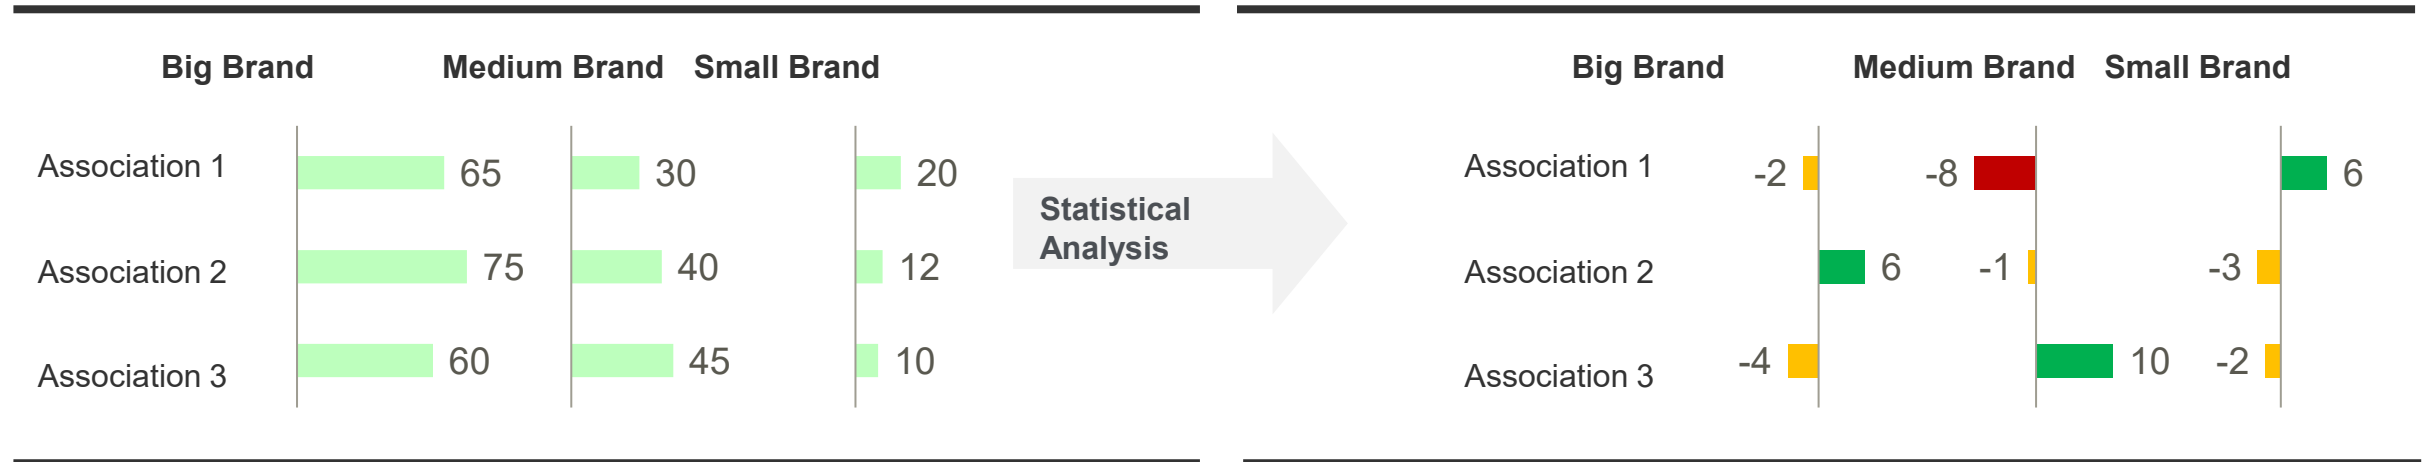 Big Brand Medium Brand Small Brand
Association 1 65 30 20
Association 2 75 40 12
Association 3 60 45 10
Statistical
Analysis
Big Brand Medium Brand Small Brand
Association 1 -2 -8 6
Association 2 6 -1 -3
Association 3 -4 10 -2